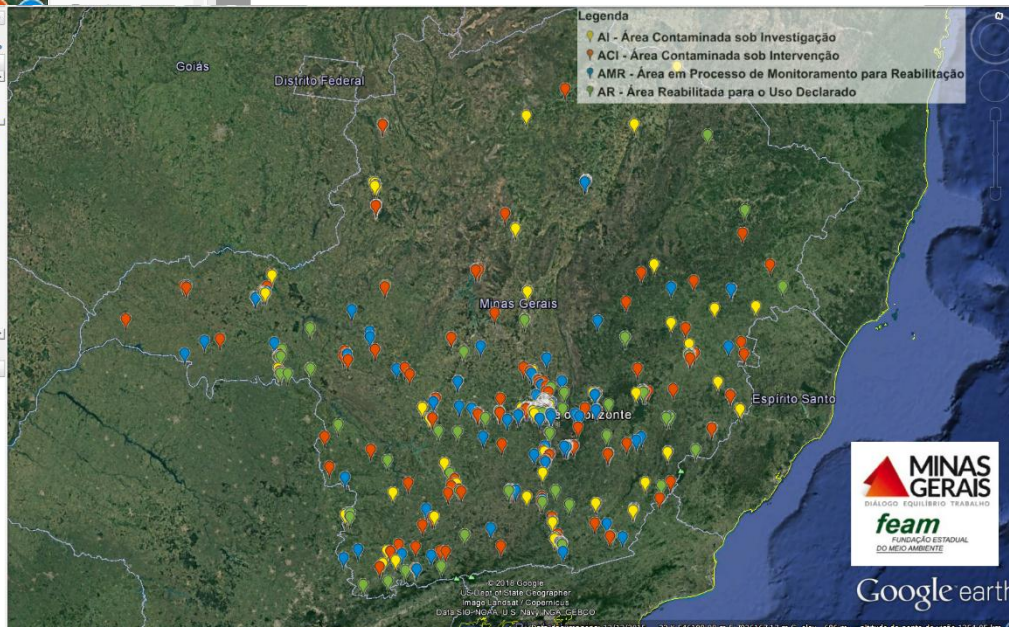 Legenda
AI - Área Contaminada sob Investigação
ACI - Área Contaminada sob Intervenção
AMR - Área em Processo de Monitoramento para Reabilitação
AR - Área Reabilitada para o Uso Declarado
N
Goiás
Distrito Federal
Minas Gerais
Espírito Santo
orizonte
MINAS
GERAIS
DIÁLOGO EQUILÍBRIO TRABALHO
feam
FUNDAÇÃO ESTADUAL
DO MEIO AMBIENTE
© 2018 Google
US Dept of State Geographer
Image Landsat / Copernicus
Data SIO, NOAA, U.S. Navy, NGA, GEBCO
Google earth